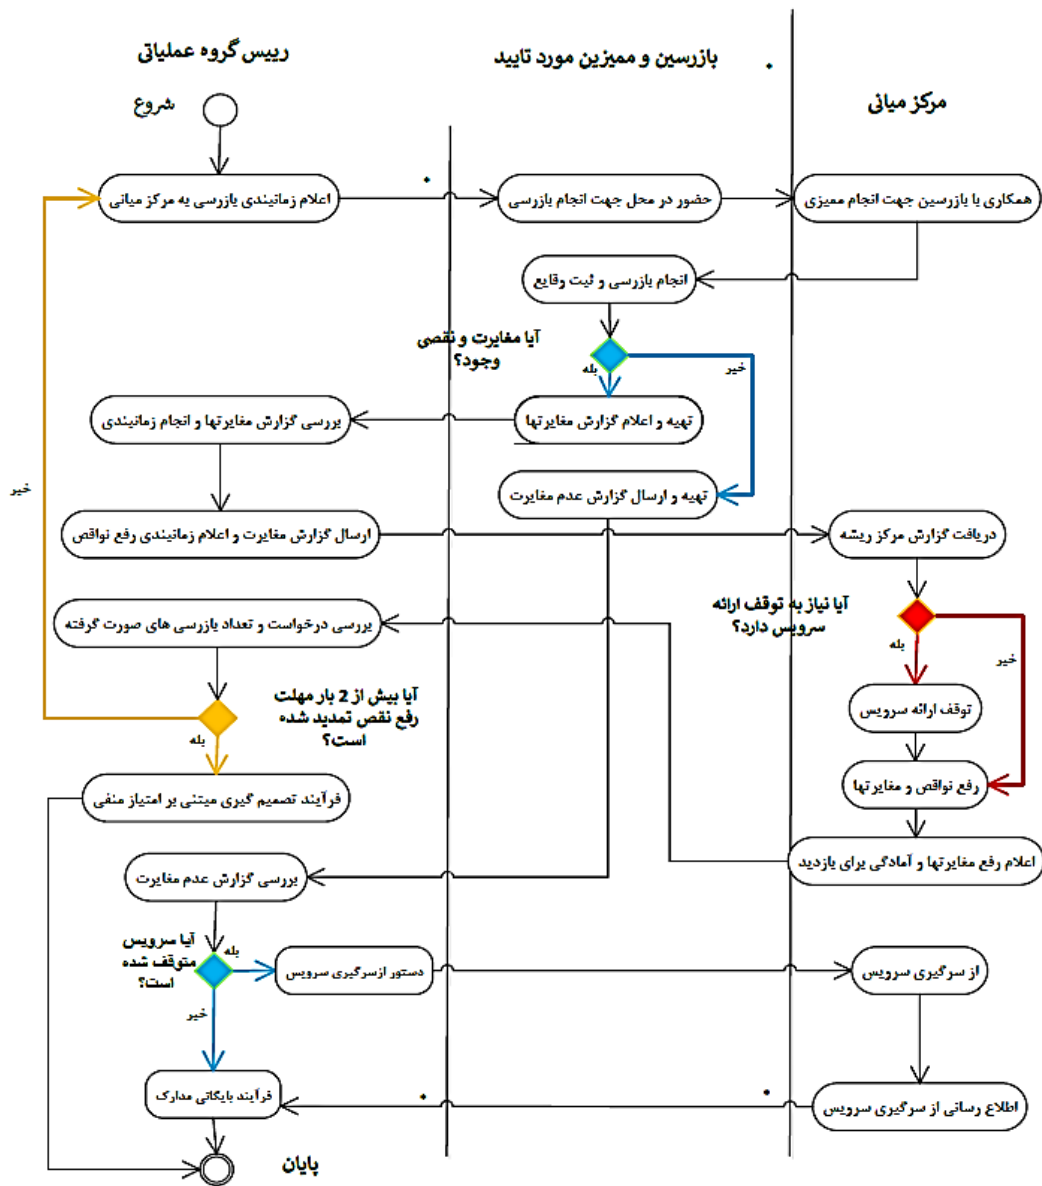 رییس گروه عملیاتی
بازرسین و ممیزین مورد تایید
مرکز میانی
شروع
اعلام زمانبندی بازرسی به مرکز میانی
حضور در محل جهت انجام بازرسی
همکاری با بازرسین جهت انجام ممیزی
انجام بازرسی و ثبت وقایع
آیا مغایرت و نقصی
وجود؟
بله
خیر
تهیه و اعلام گزارش مغایرتها
بررسی گزارش مغایرتها و انجام زمانبندی
تهیه و ارسال گزارش عدم مغایرت
خیر
ارسال گزارش مغایرت و اعلام زمانبندی رفع نواقص
دریافت گزارش مرکز ریشه
آیا نیاز به توقف ارائه
سرویس دارد؟
بله
خیر
بررسی درخواست و تعداد بازرسی های صورت گرفته
آیا بیش از 2 بار مهلت
رفع نقص تمدید شده
است؟
بله
توقف ارائه سرویس
رفع نواقص و مغایرتها
فرآیند تصمیم گیری مبتنی بر امتیاز منفی
اعلام رفع مغایرتها و آمادگی برای بازدید
بررسی گزارش عدم مغایرت
آیا سرویس
متوقف شده
است؟
بله
خیر
دستور ازسرگیری سرویس
از سرگیری سرویس
فرآیند بایگانی مدارک
اطلاع رسانی از سرگیری سرویس
پایان